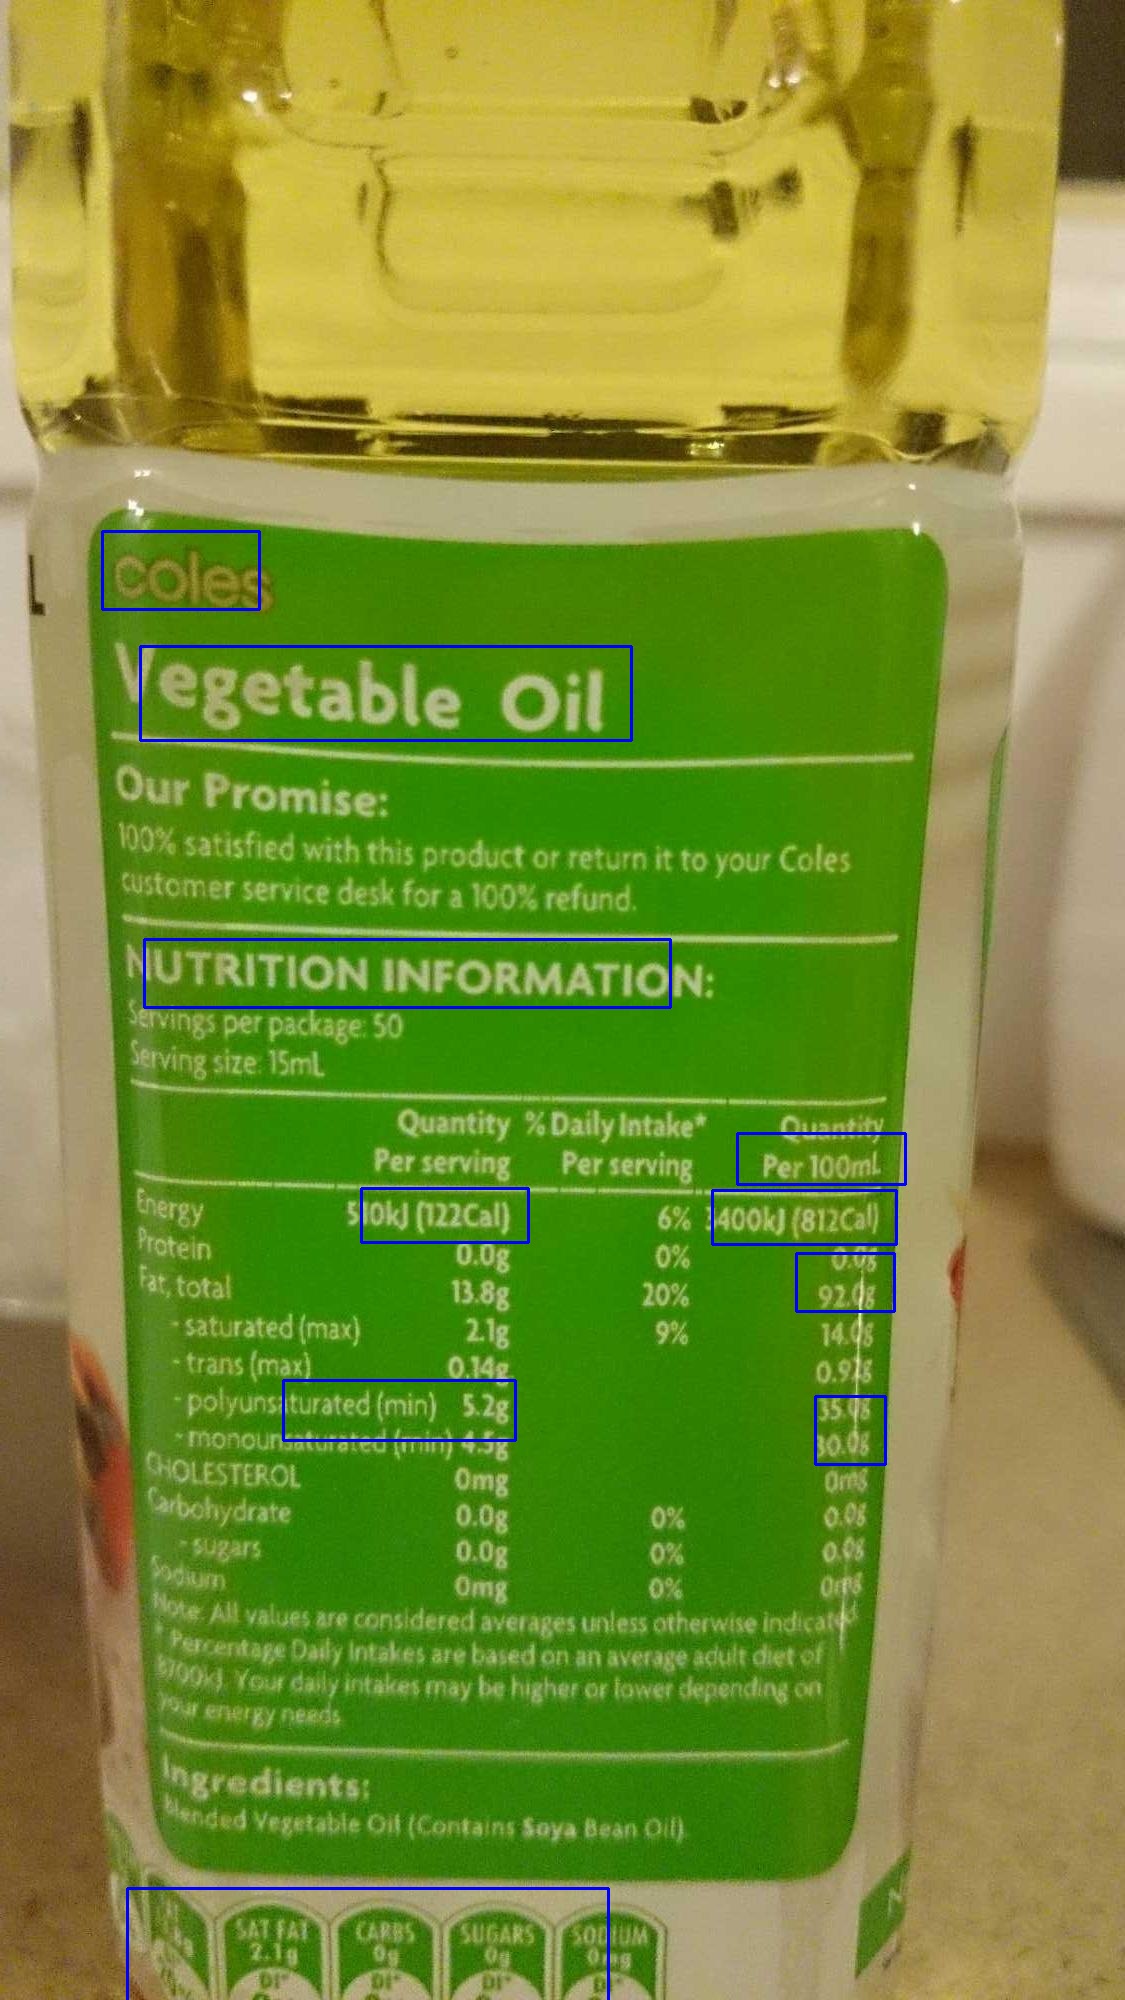 L
coles
Vegetable Oil
Our Promise:
100% satisfied with this product or return it to your Coles
customer service desk for a 100% refund.
NUTRITION INFORMATION:
Servings per package: 50
Serving size: 15mL
Quantity % Daily Intake* Quantity
Per serving Per serving Per 100mL
Energy 510kJ (122Cal) 6% 3400kJ (812Cal)
Protein 0.0g 0% 0.0g
Fat, total 13.8g 20% 92.0g
- saturated (max) 2.1g 9% 14.0g
- trans (max) 0.14g 0.92g
- polyunsaturated (min) 5.2g 35.0g
- monounsaturated (min) 4.5g 30.0g
CHOLESTEROL 0mg 0mg
Carbohydrate 0.0g 0% 0.0g
- sugars 0.0g 0% 0.0g
Sodium 0mg 0% 0mg
Note: All values are considered averages unless otherwise indicated
* Percentage Daily Intakes are based on an average adult diet of
8700kJ. Your daily intakes may be higher or lower depending on
your energy needs
Ingredients:
Blended Vegetable Oil (Contains Soya Bean Oil).
SAT FAT CARBS SUGARS SODIUM
2.1g 0g 0g 0mg
DI* DI* DI* DI*